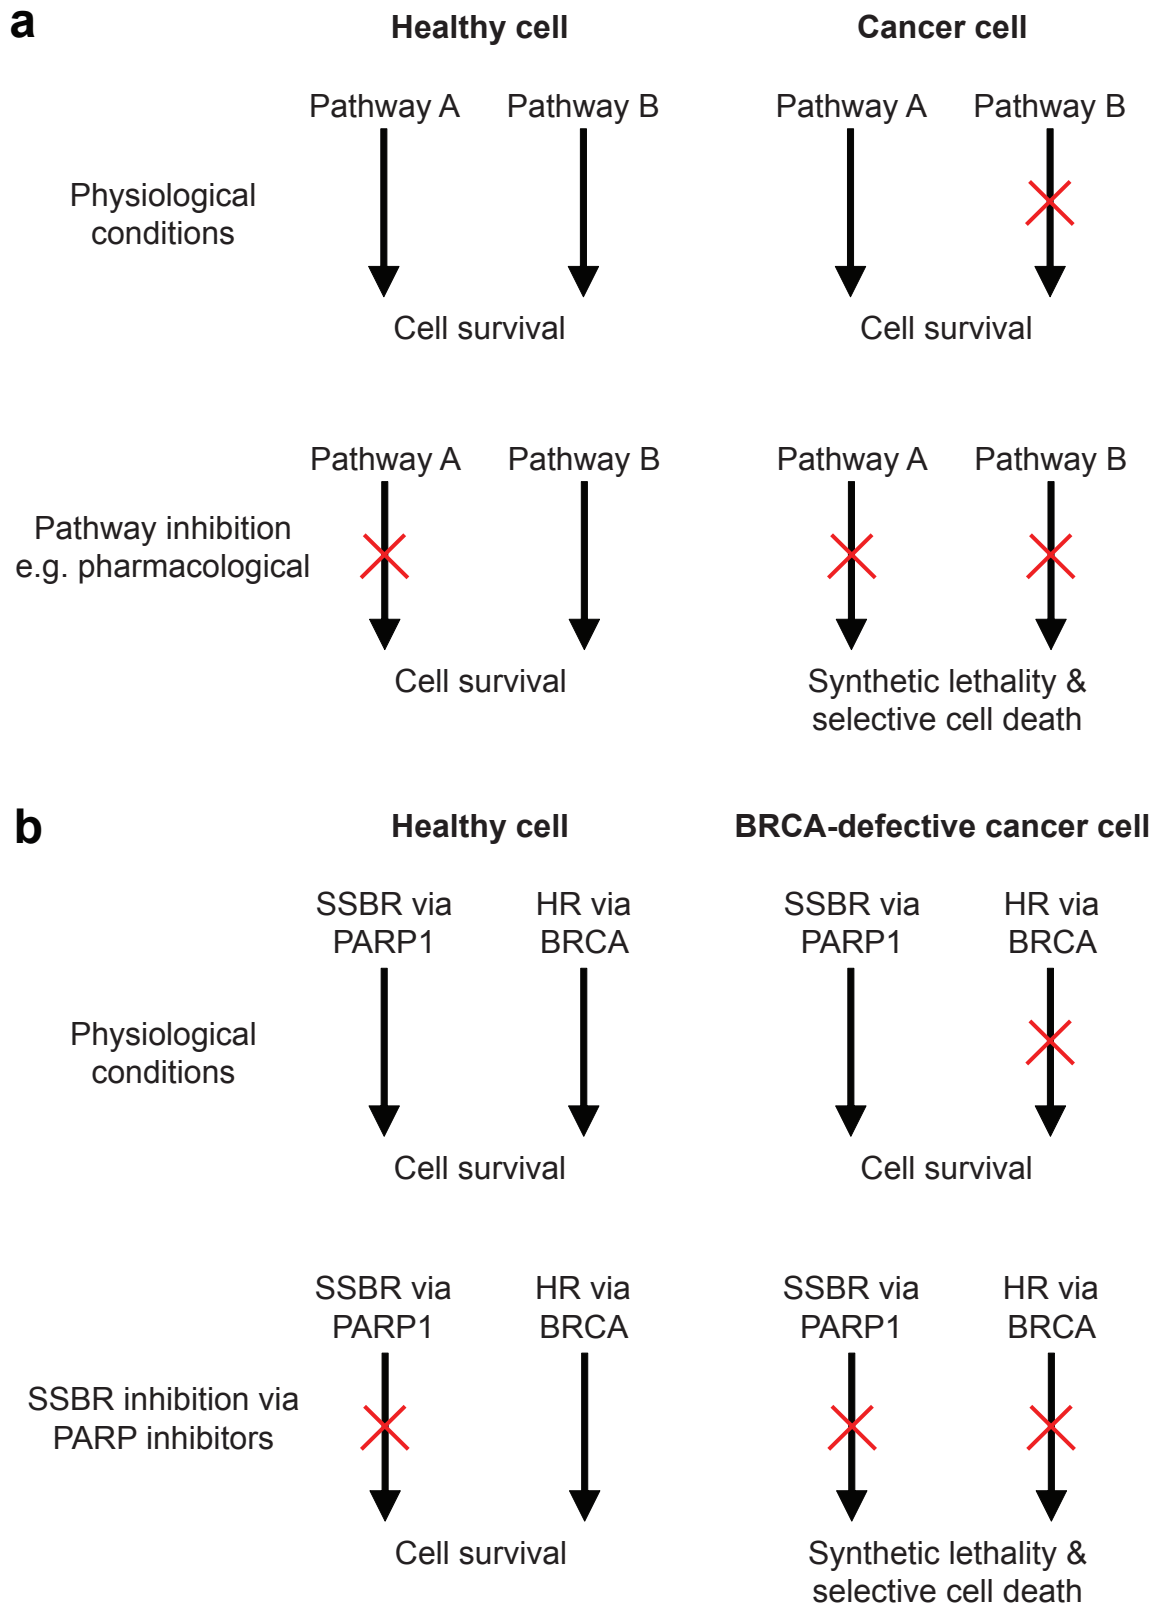 a
Healthy cell
Cancer cell
Pathway A
Pathway B
Pathway A
Pathway B
Physiological
conditions
Cell survival
Cell survival
Pathway A
Pathway B
Pathway A
Pathway B
Pathway inhibition
e.g. pharmacological
Cell survival
Synthetic lethality &
selective cell death
b
Healthy cell
BRCA-defective cancer cell
SSBR via
PARP1
HR via
BRCA
SSBR via
PARP1
HR via
BRCA
Physiological
conditions
Cell survival
Cell survival
SSBR via
PARP1
HR via
BRCA
SSBR via
PARP1
HR via
BRCA
SSBR inhibition via
PARP inhibitors
Cell survival
Synthetic lethality &
selective cell death